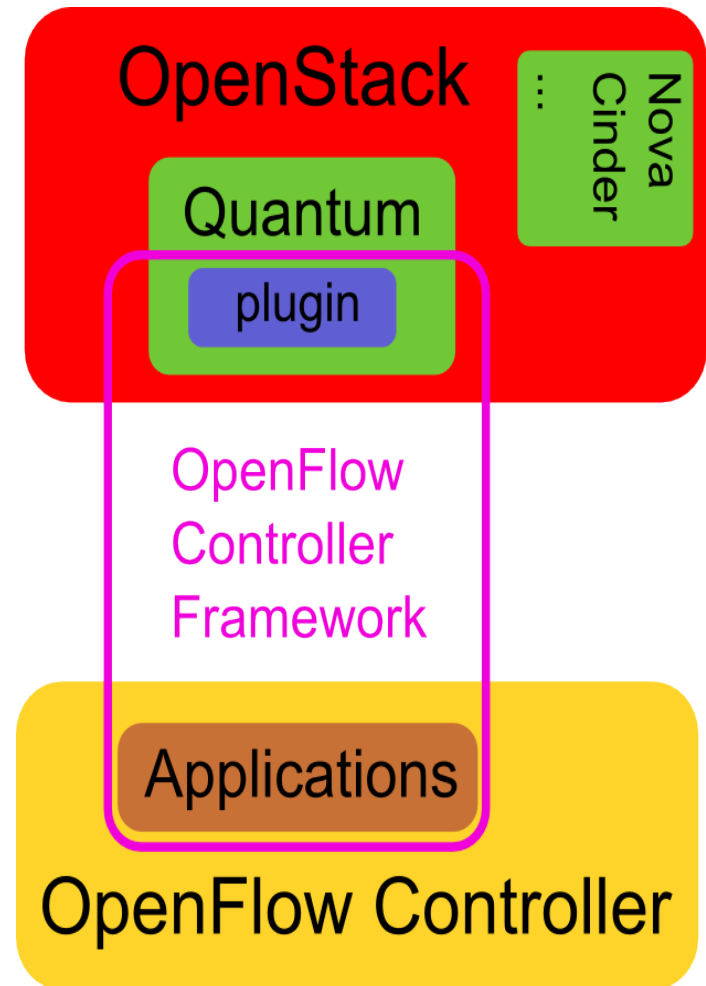 OpenStack
Nova
Cinder
...
Quantum
plugin
OpenFlow
Controller
Framework
Applications
OpenFlow Controller